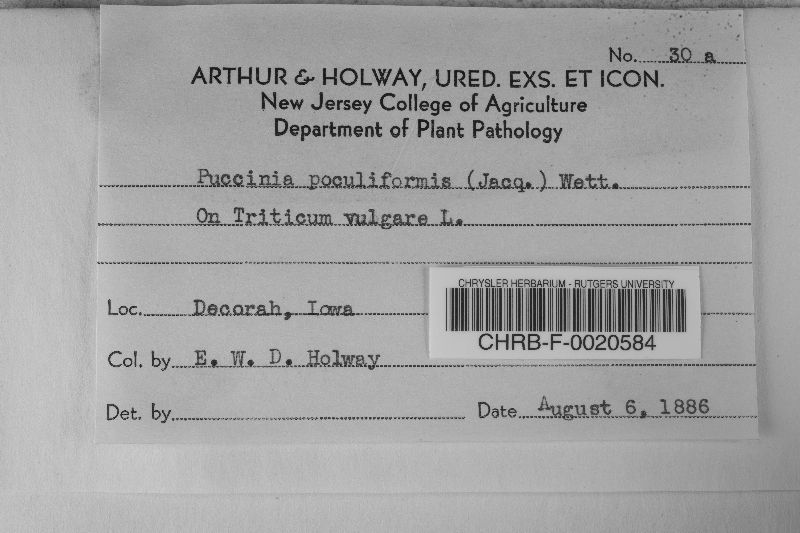 No. 30 a
ARTHUR & HOLWAY, URED. EXS. ET ICON.
New Jersey College of Agriculture
Department of Plant Pathology
Puccinia poculiformis (Jacq.) Wett.
On Triticum vulgare L.
CHRYSLER HERBARIUM - RUTGERS UNIVERSITY
CHRB-F-0020584
Loc. Decorah, Iowa
Col. by E. W. D. Holway
Det. by
Date August 6, 1886